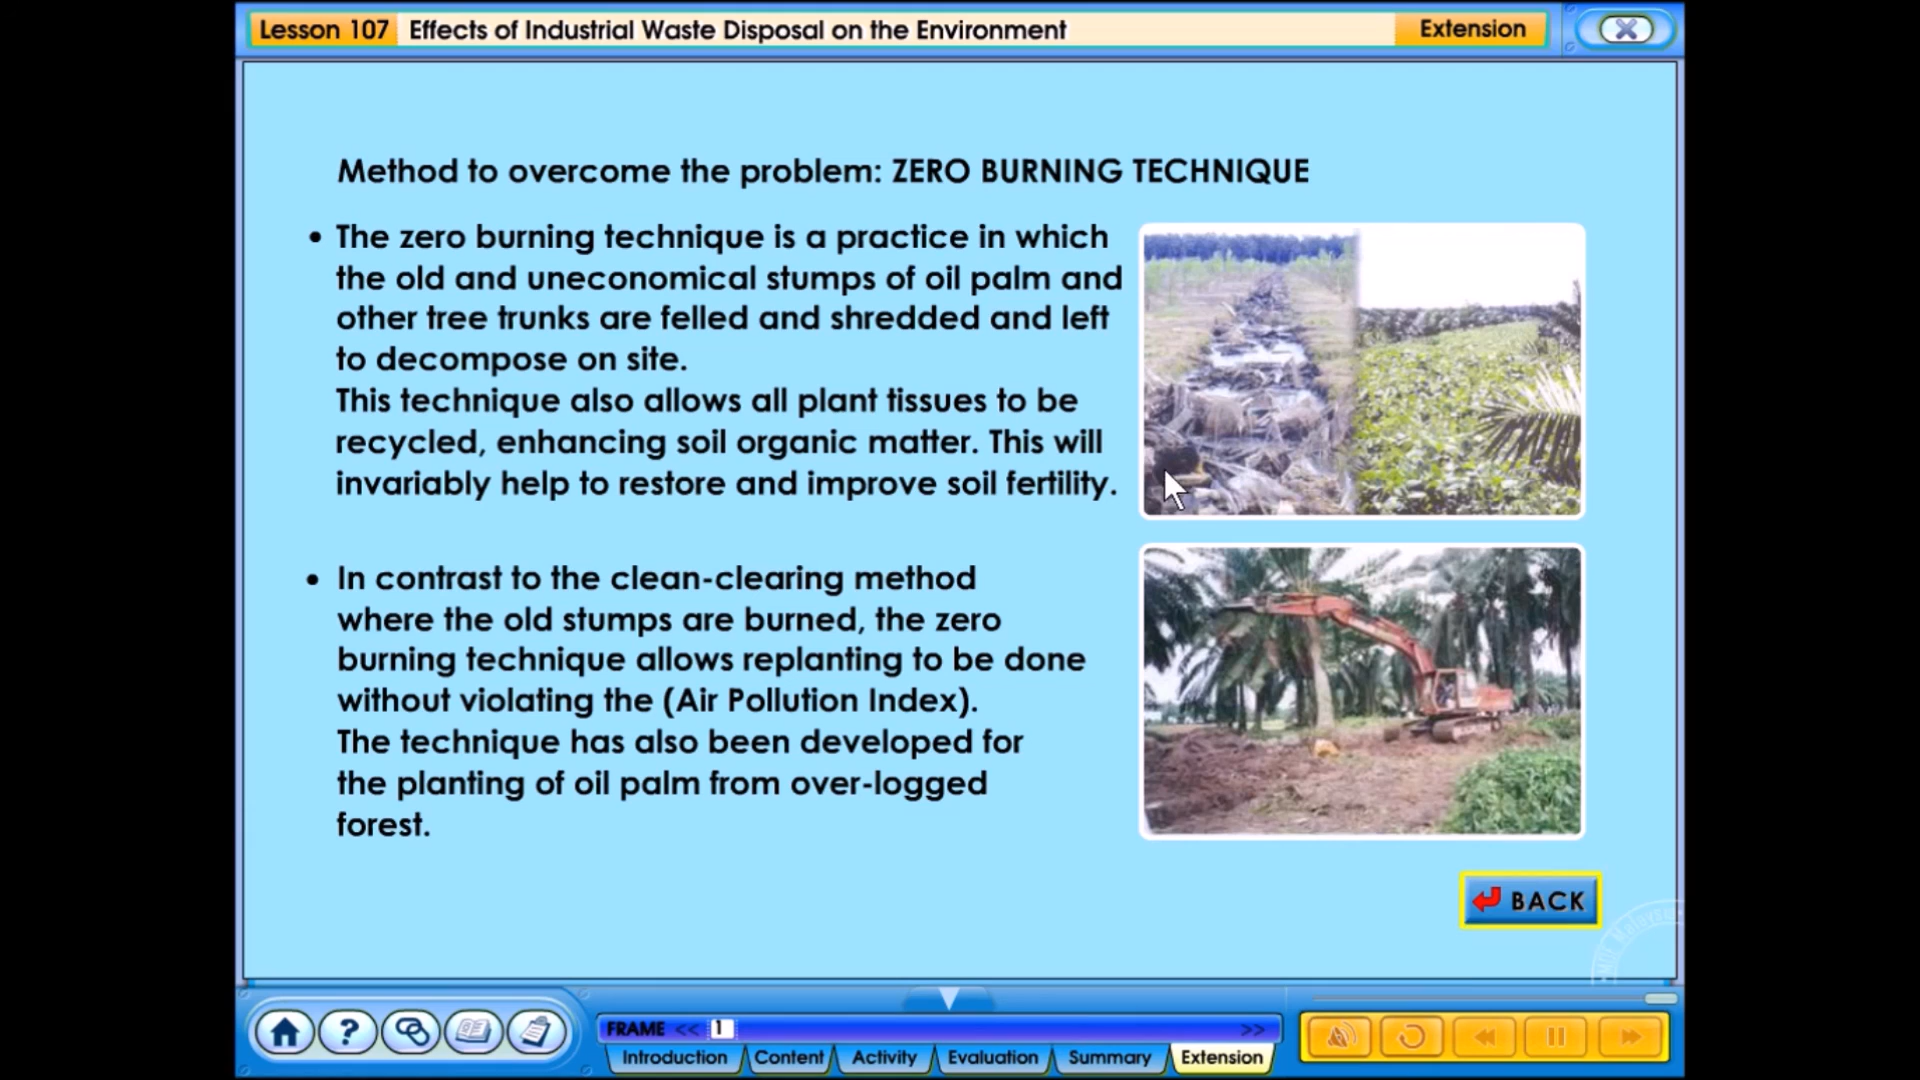 Lesson 107 Effects of Industrial Waste Disposal on the Environment Extension
Method to overcome the problem: ZERO BURNING TECHNIQUE
• The zero burning technique is a practice in which
the old and uneconomical stumps of oil palm and
other tree trunks are felled and shredded and left
to decompose on site.
This technique also allows all plant tissues to be
recycled, enhancing soil organic matter. This will
invariably help to restore and improve soil fertility.
• In contrast to the clean-clearing method
where the old stumps are burned, the zero
burning technique allows replanting to be done
without violating the (Air Pollution Index).
The technique has also been developed for
the planting of oil palm from over-logged
forest.
BACK
MOE Malaysia
?
FRAME << 1 >>
Introduction Content Activity Evaluation Summary Extension